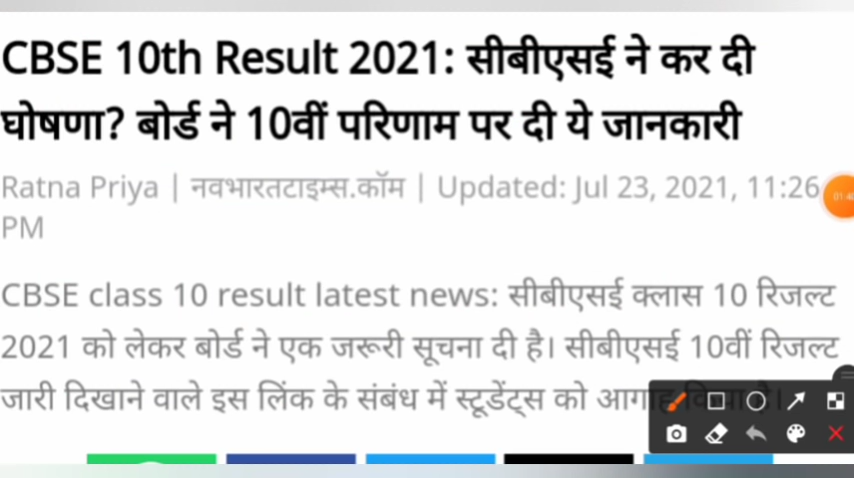 CBSE 10th Result 2021: सीबीएसई ने कर दी
घोषणा? बोर्ड ने 10वीं परिणाम पर दी ये जानकारी
Ratna Priya | नवभारतटाइम्स.कॉम | Updated: Jul 23, 2021, 11:26
PM
CBSE class 10 result latest news: सीबीएसई क्लास 10 रिजल्ट
2021 को लेकर बोर्ड ने एक जरूरी सूचना दी है। सीबीएसई 10वीं रिजल्ट
जारी दिखाने वाले इस लिंक के संबंध में स्टूडेंट्स को आगाह किया है।